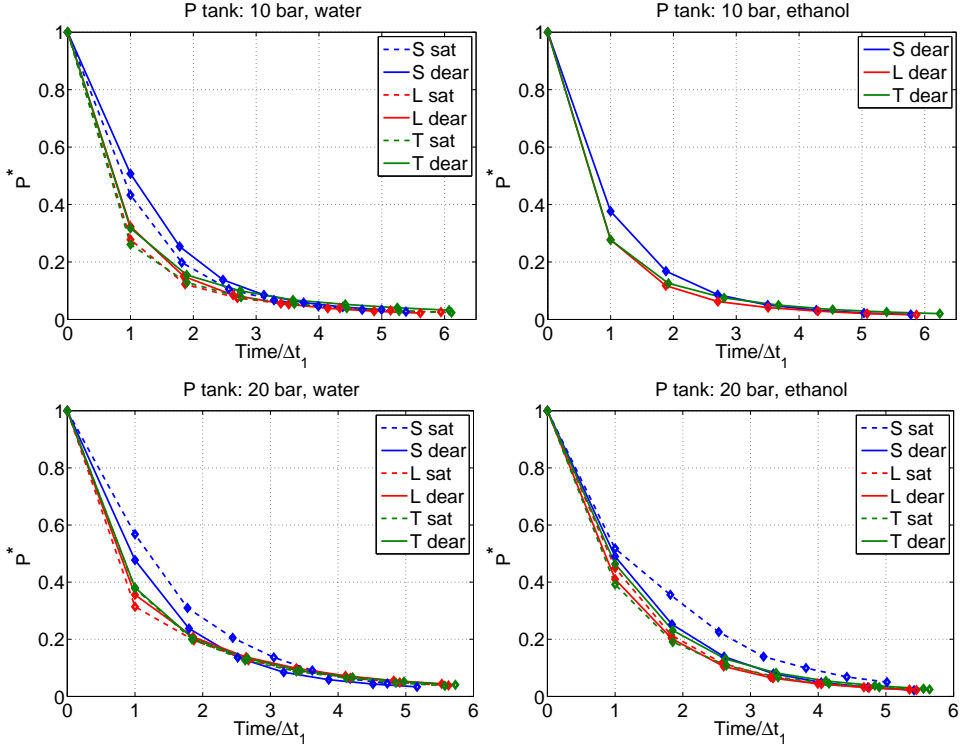 P tank: 10 bar, water
1
0.8
0.6
0.4
0.2
0
P*
0 1 2 3 4 5 6
Time/Δt₁
S sat
S dear
L sat
L dear
T sat
T dear
P tank: 10 bar, ethanol
1
0.8
0.6
0.4
0.2
0
P*
0 1 2 3 4 5 6
Time/Δt₁
S dear
L dear
T dear
P tank: 20 bar, water
1
0.8
0.6
0.4
0.2
0
P*
0 1 2 3 4 5 6
Time/Δt₁
S sat
S dear
L sat
L dear
T sat
T dear
P tank: 20 bar, ethanol
1
0.8
0.6
0.4
0.2
0
P*
0 1 2 3 4 5 6
Time/Δt₁
S sat
S dear
L sat
L dear
T sat
T dear